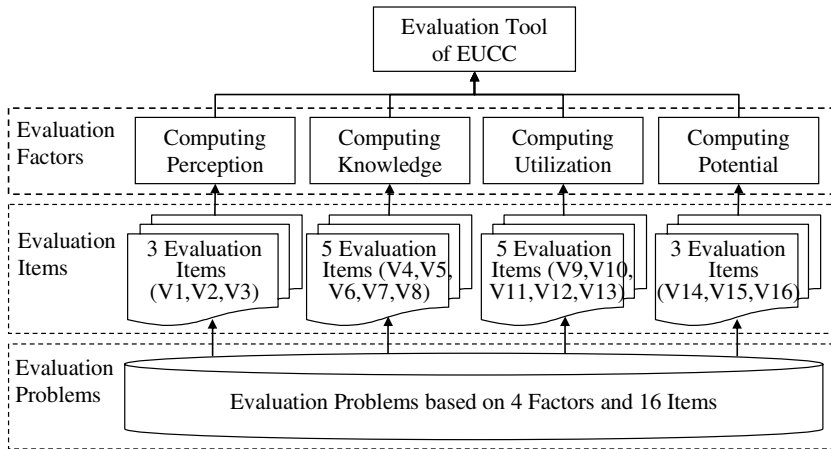 Evaluation Tool
of EUCC
Evaluation
Factors
Computing
Perception
Computing
Knowledge
Computing
Utilization
Computing
Potential
Evaluation
Items
3 Evaluation
Items
(V1,V2,V3)
5 Evaluation
Items (V4,V5,
V6,V7,V8)
5 Evaluation
Items (V9,V10,
V11,V12,V13)
3 Evaluation
Items
(V14,V15,V16)
Evaluation
Problems
Evaluation Problems based on 4 Factors and 16 Items